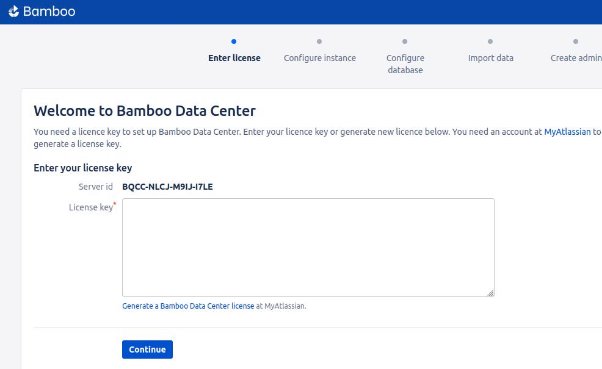 Bamboo
Enter license
Configure instance
Configure
database
Import data
Create admin
Welcome to Bamboo Data Center
You need a licence key to set up Bamboo Data Center. Enter your licence key or generate new licence below. You need an account at MyAtlassian to
generate a license key.
Enter your license key
Server id BQCC-NLCJ-M9IJ-I7LE
License key*
Generate a Bamboo Data Center license at MyAtlassian.
Continue